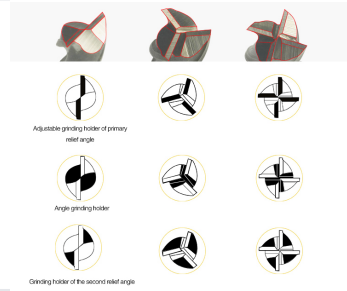 Adjustable grinding holder of primary
relief angle
Angle grinding holder
Grinding holder of the second relief angle